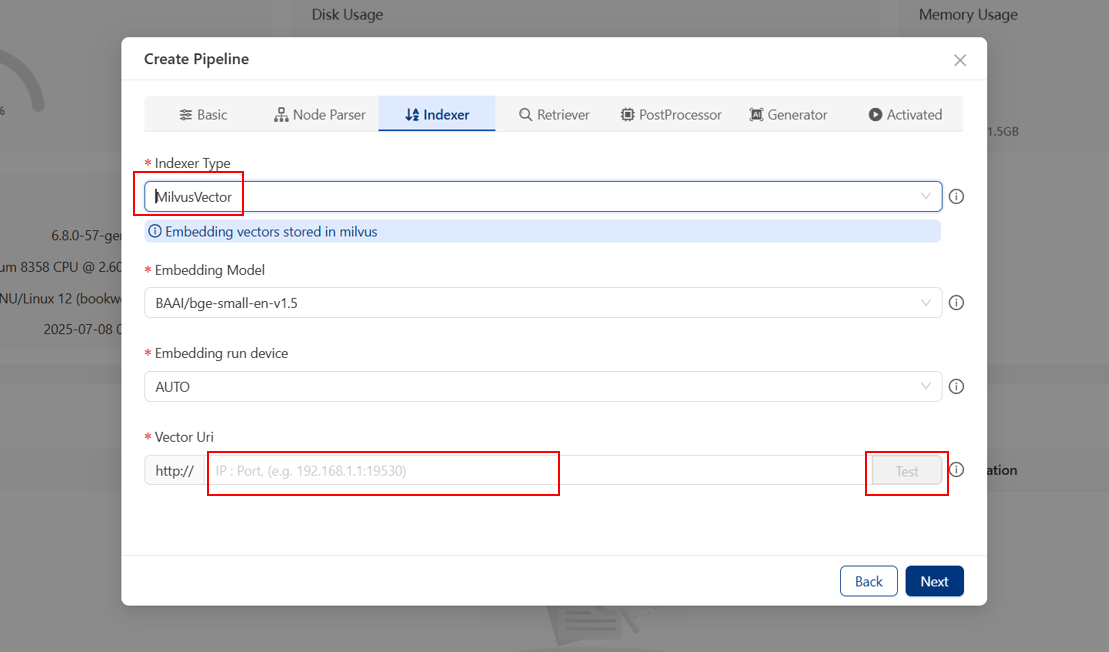 Disk Usage
Memory Usage
Create Pipeline
Basic
Node Parser
Indexer
Retriever
PostProcessor
Generator
Activated
%
1.5GB
* Indexer Type
MilvusVector
Embedding vectors stored in milvus
6.8.0-57-gen
* Embedding Model
um 8358 CPU @ 2.60
BAAI/bge-small-en-v1.5
NU/Linux 12 (bookwo
2025-07-08 0
* Embedding run device
AUTO
* Vector Uri
http://
IP : Port, (e.g. 192.168.1.1:19530)
Test
ation
Back
Next